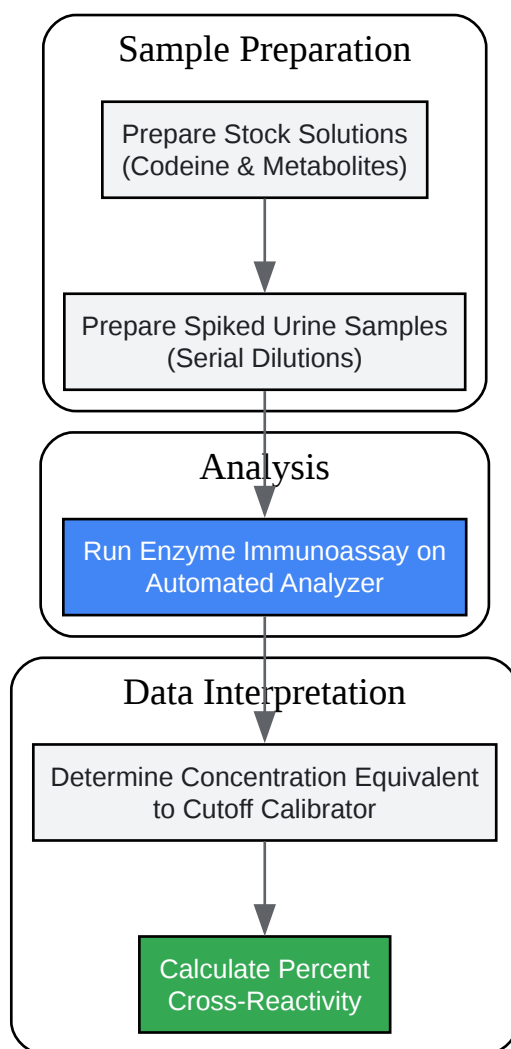 Sample Preparation
Prepare Stock Solutions
(Codeine & Metabolites)
Prepare Spiked Urine Samples
(Serial Dilutions)
Analysis
Run Enzyme Immunoassay on
Automated Analyzer
Data Interpretation
Determine Concentration Equivalent
to Cutoff Calibrator
Calculate Percent
Cross-Reactivity